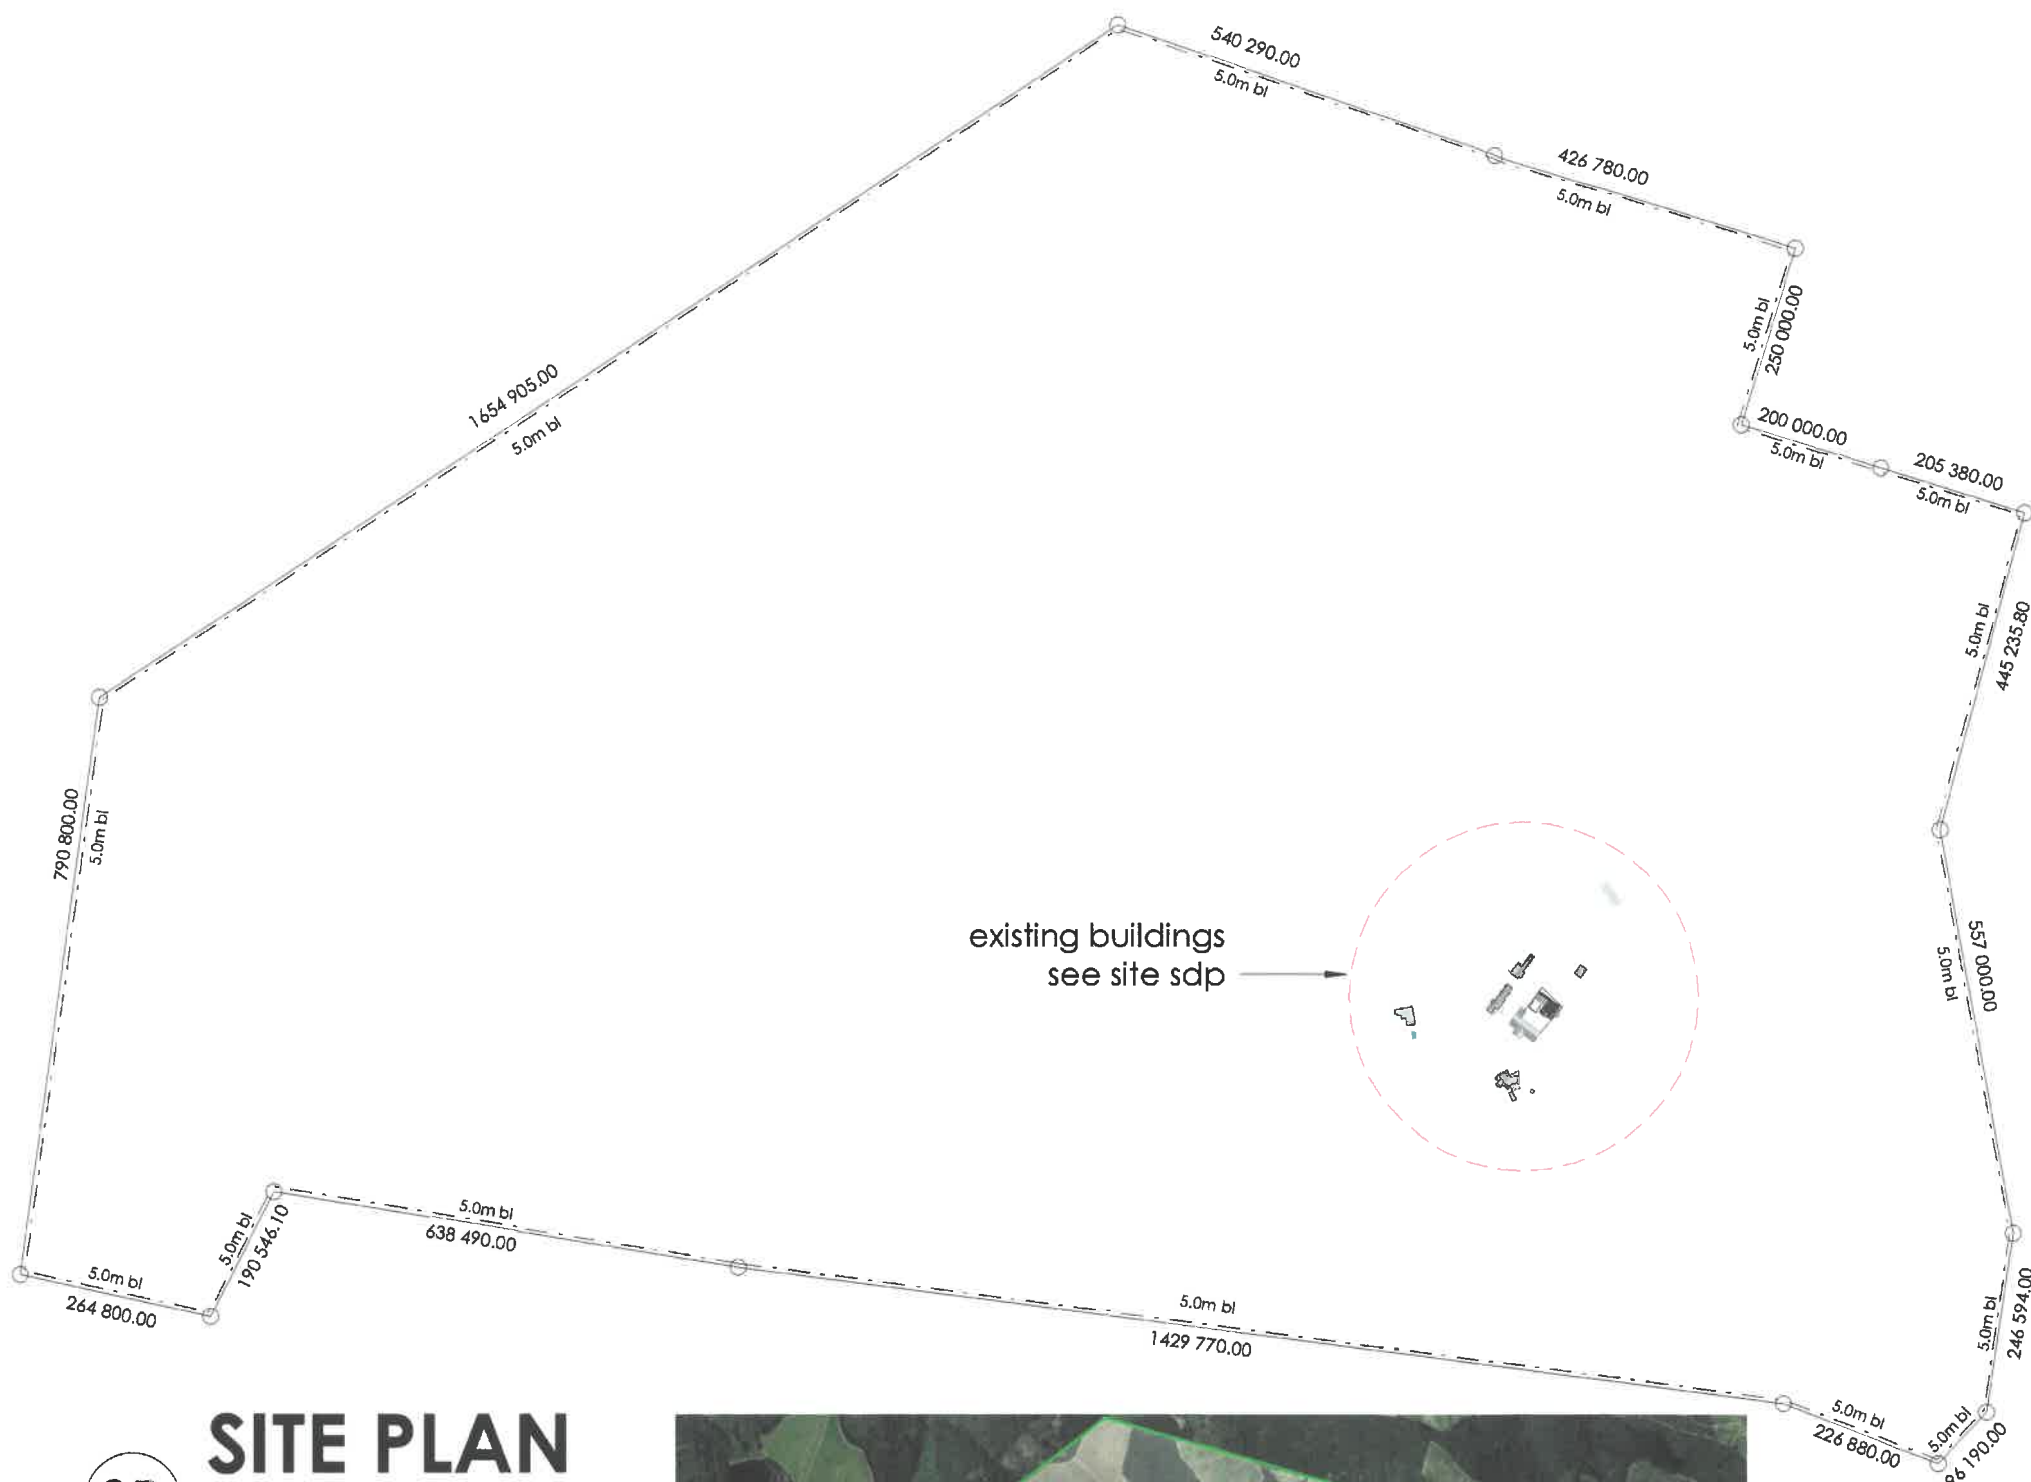 540 290.00
5.0m bl
426 780.00
5.0m bl
5.0m bl
250 000.00
200 000.00
5.0m bl
205 380.00
5.0m bl
1654 905.00
5.0m bl
5.0m bl
445 235.80
790 800.00
5.0m bl
existing buildings
see site sdp
557 000.00
5.0m bl
5.0m bl
190 546.10
5.0m bl
638 490.00
5.0m bl
264 800.00
5.0m bl
1429 770.00
5.0m bl
246 594.00
5.0m bl
226 880.00
5.0m bl
96 190.00
SITE PLAN